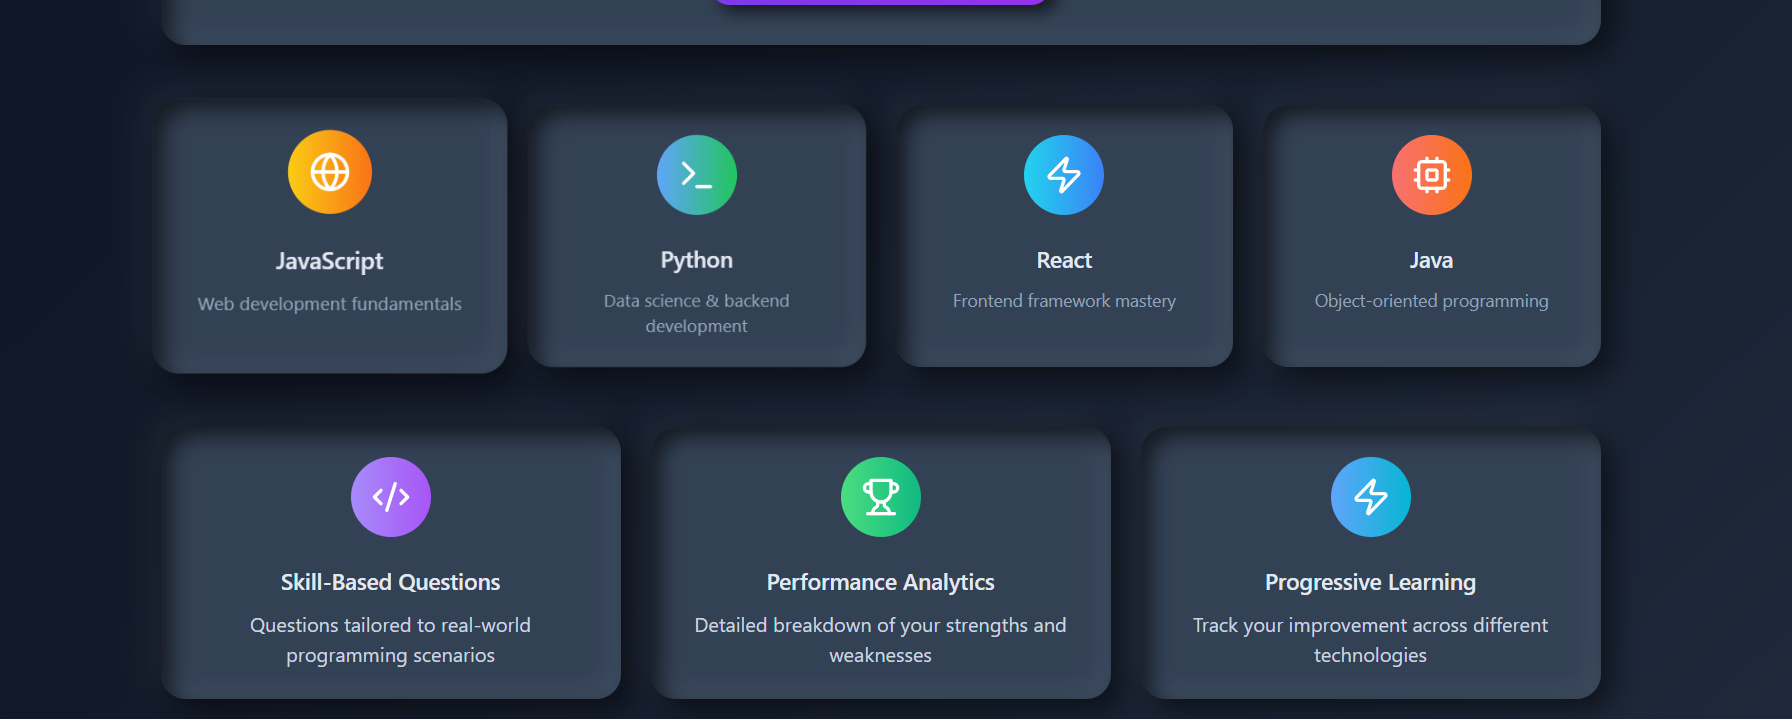 JavaScript
Web development fundamentals
Python
Data science & backend
development
React
Frontend framework mastery
Java
Object-oriented programming
Skill-Based Questions
Questions tailored to real-world
programming scenarios
Performance Analytics
Detailed breakdown of your strengths and
weaknesses
Progressive Learning
Track your improvement across different
technologies